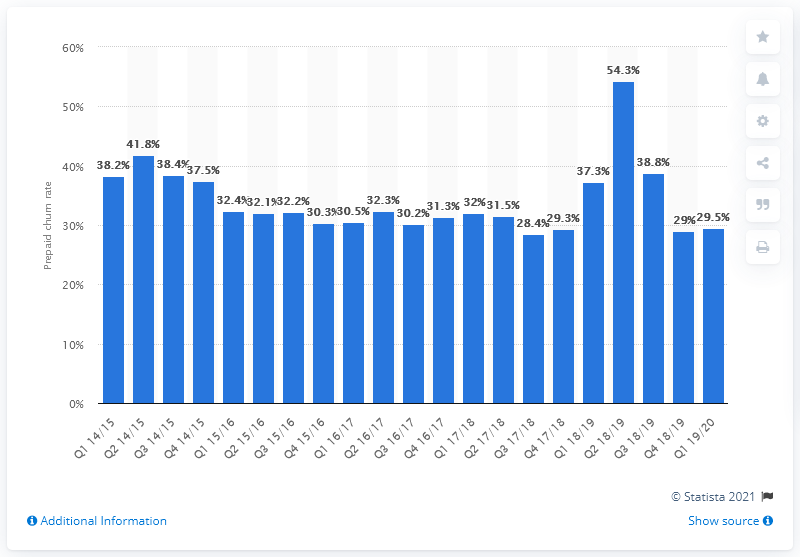 60%
50%
40%
30%
20%
10%
0%
Prepaid churn rate
38.2%
41.8%
38.4%
37.5%
32.4%
32.1%
32.2%
30.3%
30.5%
32.3%
30.2%
31.3%
32%
31.5%
28.4%
29.3%
37.3%
54.3%
38.8%
29%
29.5%
Q1 14/15
Q2 14/15
Q3 14/15
Q4 14/15
Q1 15/16
Q2 15/16
Q3 15/16
Q4 15/16
Q1 16/17
Q2 16/17
Q3 16/17
Q4 16/17
Q1 17/18
Q2 17/18
Q3 17/18
Q4 17/18
Q1 18/19
Q2 18/19
Q3 18/19
Q4 18/19
Q1 19/20
© Statista 2021
Additional Information
Show source